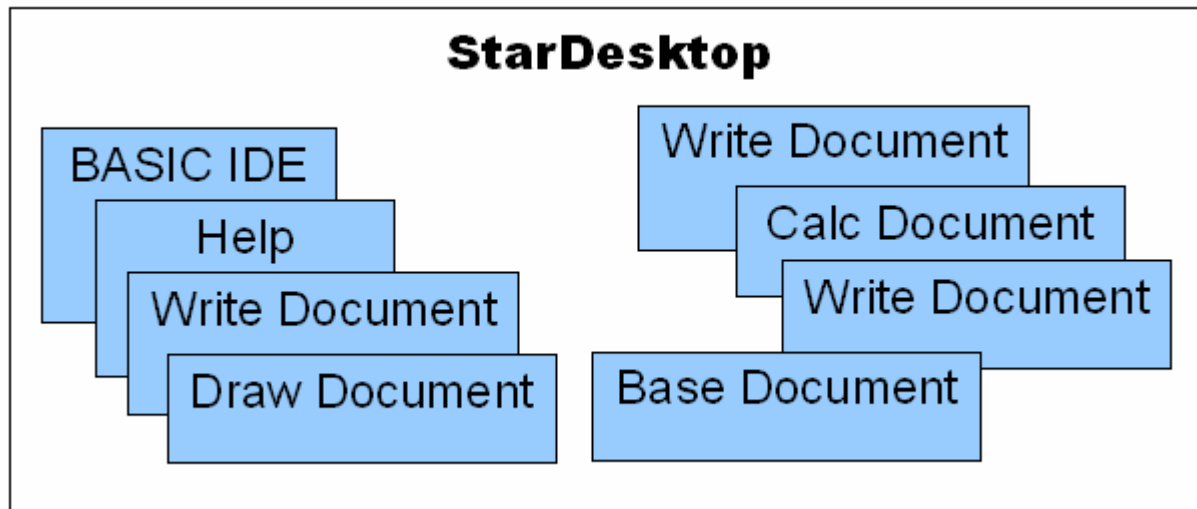 StarDesktop
BASIC IDE
Help
Write Document
Draw Document
Write Document
Calc Document
Write Document
Base Document